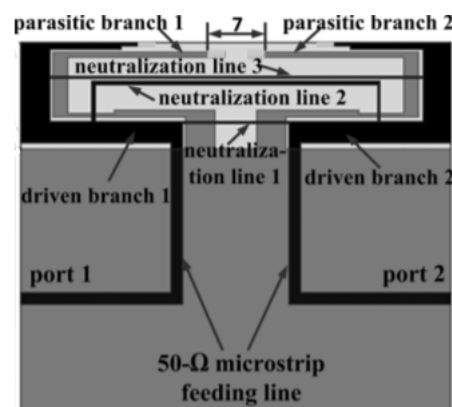 parasitic branch 1
7
parasitic branch 2
neutralization line 3
neutralization line 2
neutraliza-
tion line 1
driven branch 1
driven branch 2
port 1
port 2
50-Ω microstrip
feeding line